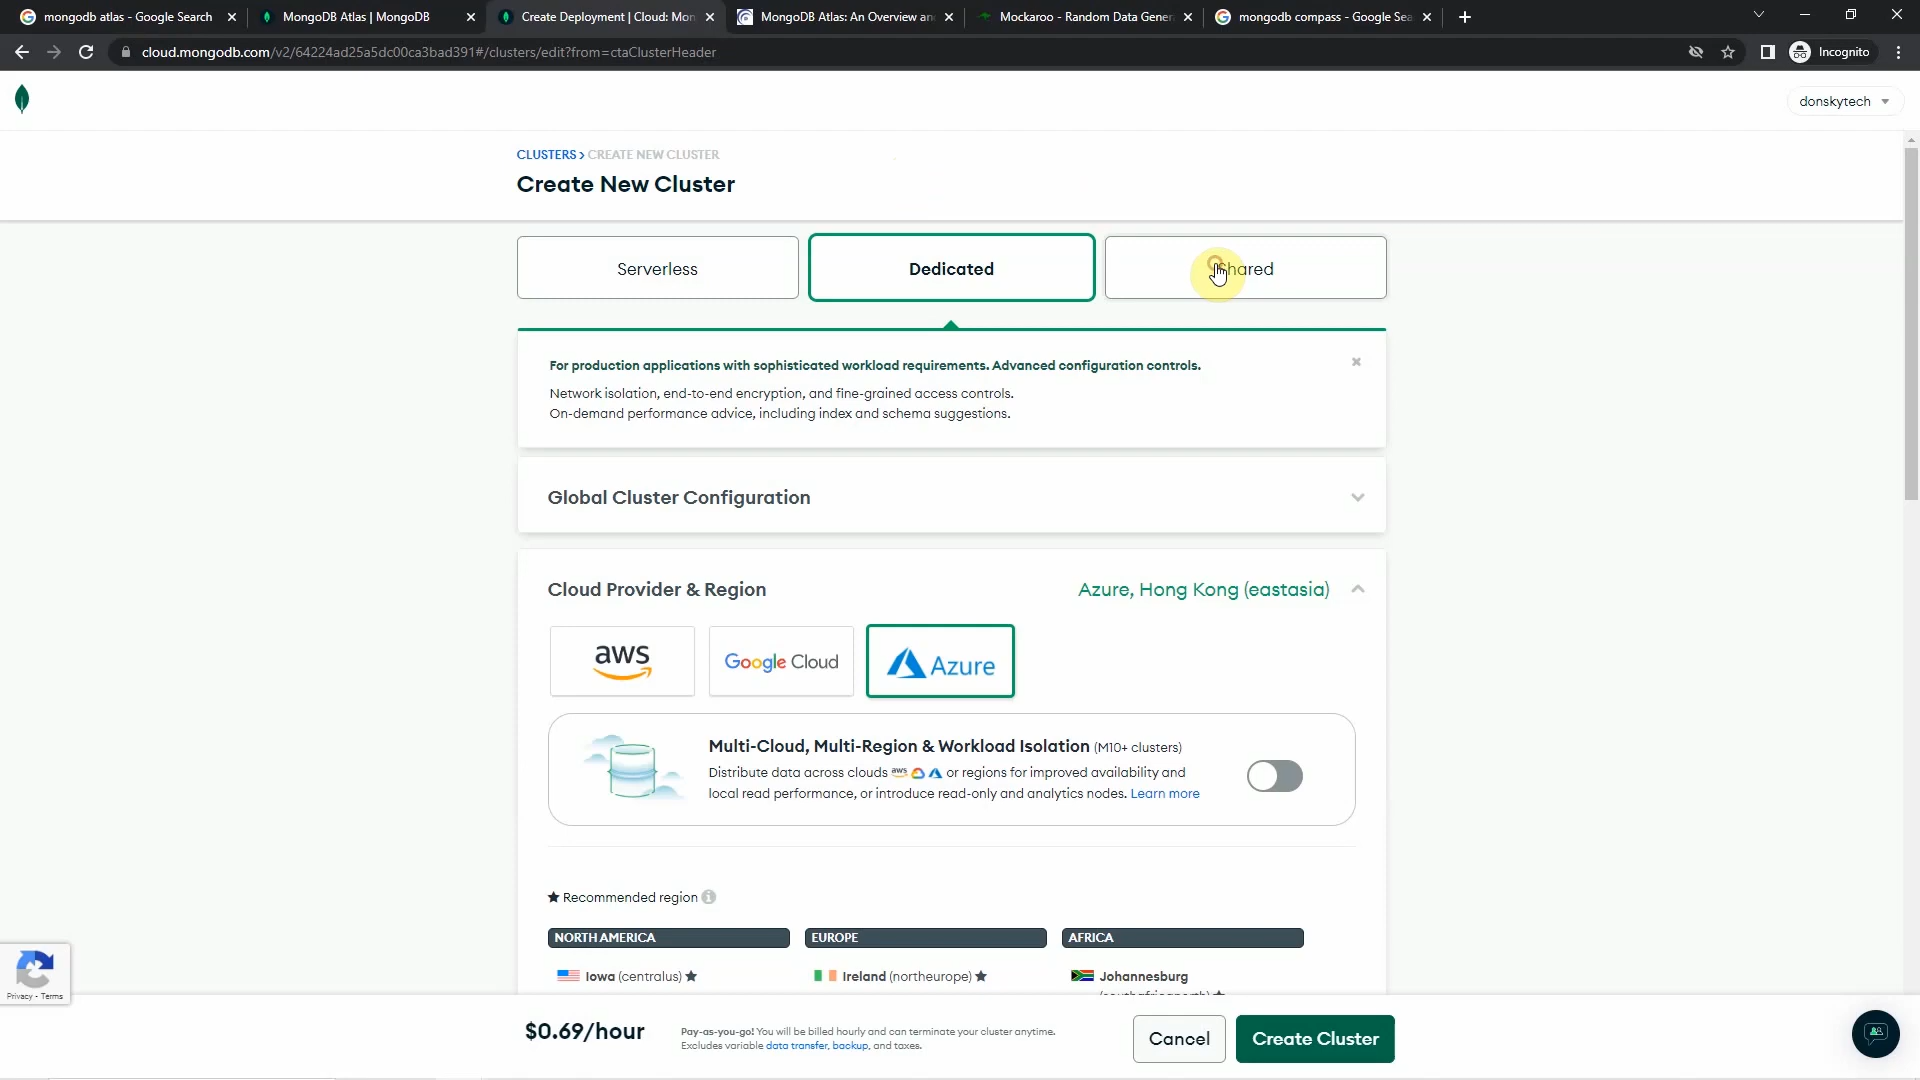 mongodb atlas - Google Search
MongoDB Atlas | MongoDB
Create Deployment | Cloud: Mon
MongoDB Atlas: An Overview an
Mockaroo - Random Data Gener
mongodb compass - Google Sea
cloud.mongodb.com/v2/64224ad25a5dc00ca3bad391#/clusters/edit?from=ctaClusterHeader
Incognito
donskytech
CLUSTERS > CREATE NEW CLUSTER
Create New Cluster
Serverless
Dedicated
Shared
For production applications with sophisticated workload requirements. Advanced configuration controls.
Network isolation, end-to-end encryption, and fine-grained access controls.
On-demand performance advice, including index and schema suggestions.
Global Cluster Configuration
Cloud Provider & Region
Azure, Hong Kong (eastasia)
aws
Google Cloud
Azure
Multi-Cloud, Multi-Region & Workload Isolation (M10+ clusters)
Distribute data across clouds aws or regions for improved availability and
local read performance, or introduce read-only and analytics nodes. Learn more
★ Recommended region
NORTH AMERICA
EUROPE
AFRICA
Iowa (centralus) ★
Ireland (northeurope) ★
Johannesburg
Privacy - Terms
$0.69/hour
Pay-as-you-go! You will be billed hourly and can terminate your cluster anytime.
Excludes variable data transfer, backup, and taxes.
Cancel
Create Cluster